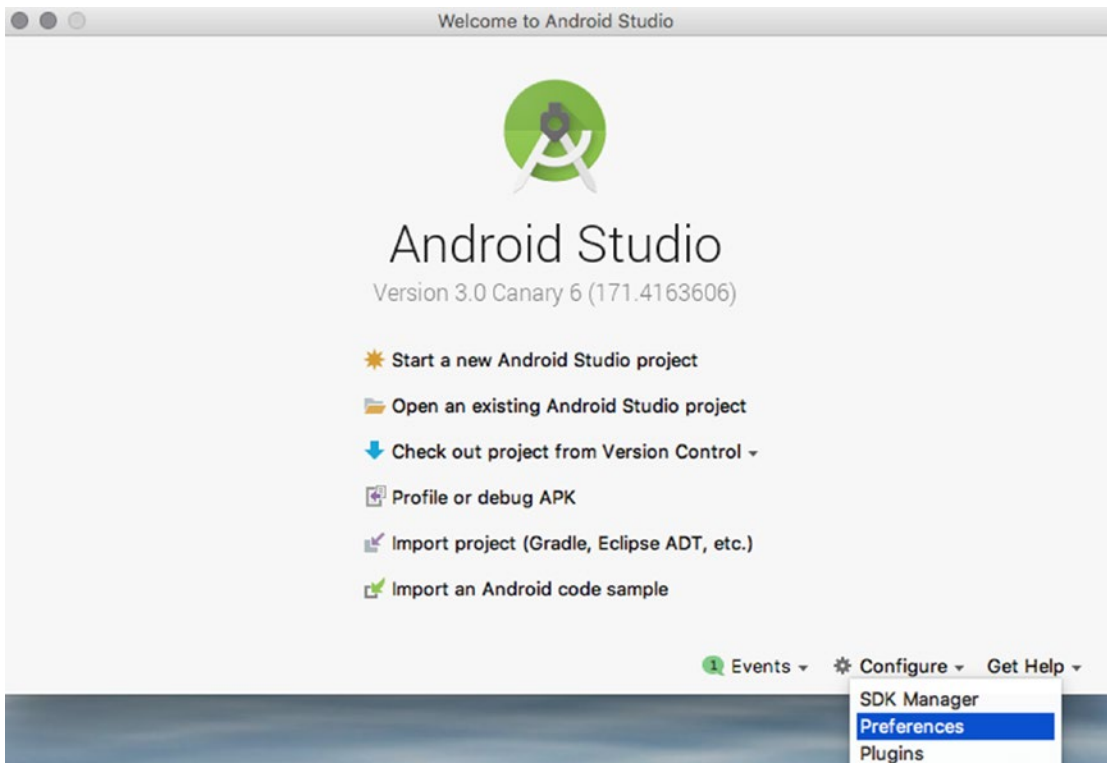 Welcome to Android Studio
Android Studio
Version 3.0 Canary 6 (171.4163606)
Start a new Android Studio project
Open an existing Android Studio project
Check out project from Version Control
Profile or debug APK
Import project (Gradle, Eclipse ADT, etc.)
Import an Android code sample
1 Events Configure Get Help
SDK Manager
Preferences
Plugins